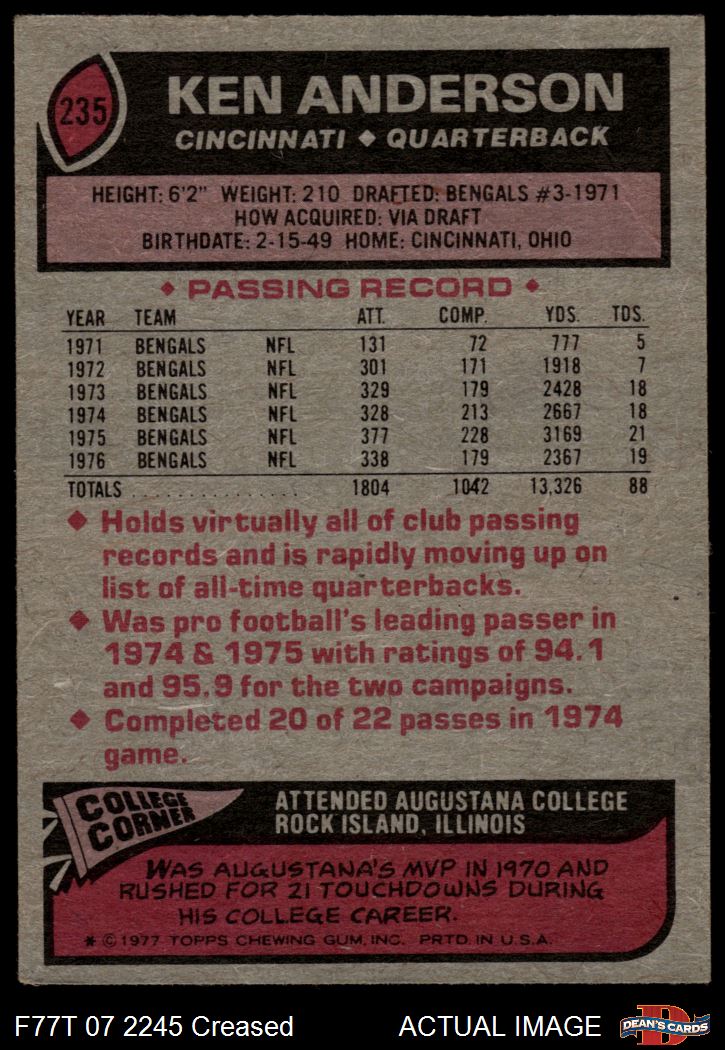 235
KEN ANDERSON
CINCINNATI ♦ QUARTERBACK
HEIGHT: 6'2" WEIGHT: 210 DRAFTED: BENGALS #3-1971
HOW ACQUIRED: VIA DRAFT
BIRTHDATE: 2-15-49 HOME: CINCINNATI, OHIO
♦ PASSING RECORD ♦
YEAR TEAM ATT. COMP. YDS. TDS.
1971 BENGALS NFL 131 72 777 5
1972 BENGALS NFL 301 171 1918 7
1973 BENGALS NFL 329 179 2428 18
1974 BENGALS NFL 328 213 2667 18
1975 BENGALS NFL 377 228 3169 21
1976 BENGALS NFL 338 179 2367 19
TOTALS . . . . . . . . . . . . . . 1804 1042 13,326 88
♦ Holds virtually all of club passing
records and is rapidly moving up on
list of all-time quarterbacks.
♦ Was pro football's leading passer in
1974 & 1975 with ratings of 94.1
and 95.9 for the two campaigns.
♦ Completed 20 of 22 passes in 1974
game.
COLLEGE
CORNER
ATTENDED AUGUSTANA COLLEGE
ROCK ISLAND, ILLINOIS
WAS AUGUSTANA'S MVP IN 1970 AND
RUSHED FOR 21 TOUCHDOWNS DURING
HIS COLLEGE CAREER.
* © 1977 TOPPS CHEWING GUM, INC. PRTD. IN U.S.A.
F77T 07 2245 Creased ACTUAL IMAGE
D
DEAN'S CARDS